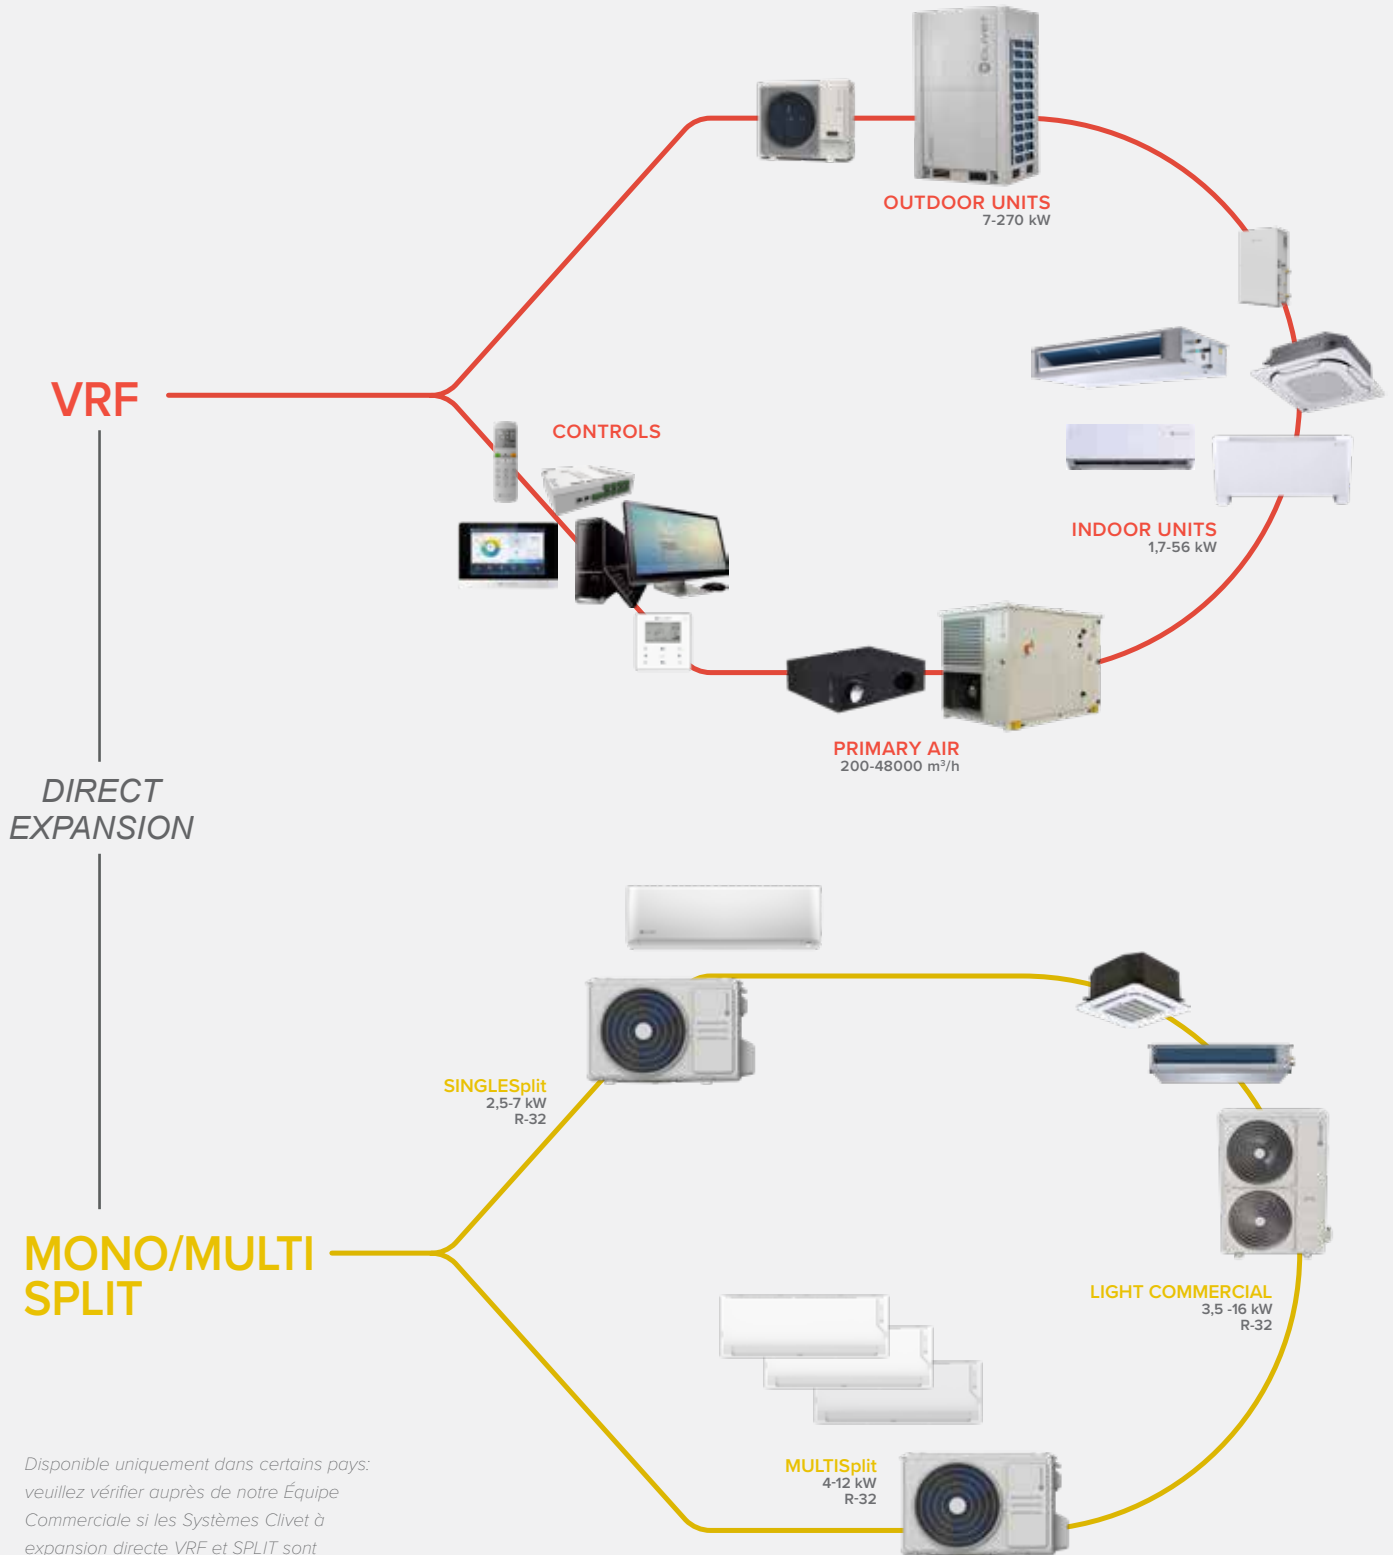 CLIVET
OUTDOOR UNITS
7-270 kW
VRF
CONTROLS
INDOOR UNITS
1,7-56 kW
PRIMARY AIR
200-48000 m³/h
DIRECT
EXPANSION
SINGLESplit
2,5-7 kW
R-32
MONO/MULTI
SPLIT
LIGHT COMMERCIAL
3,5 -16 kW
R-32
MULTISplit
4-12 kW
R-32
Disponible uniquement dans certains pays:
veuillez vérifier auprès de notre Équipe
Commerciale si les Systèmes Clivet à
expansion directe VRF et SPLIT sont